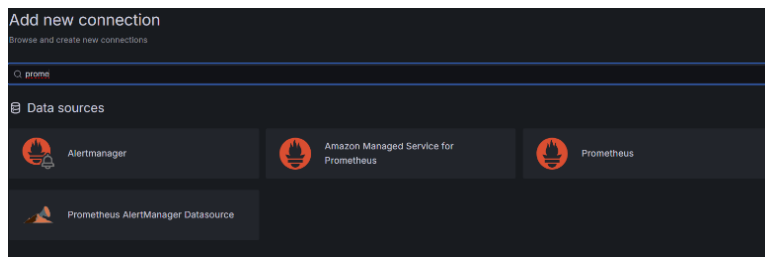 Add new connection
Browse and create new connections
prome
Data sources
Alertmanager
Amazon Managed Service for
Prometheus
Prometheus
Prometheus AlertManager Datasource